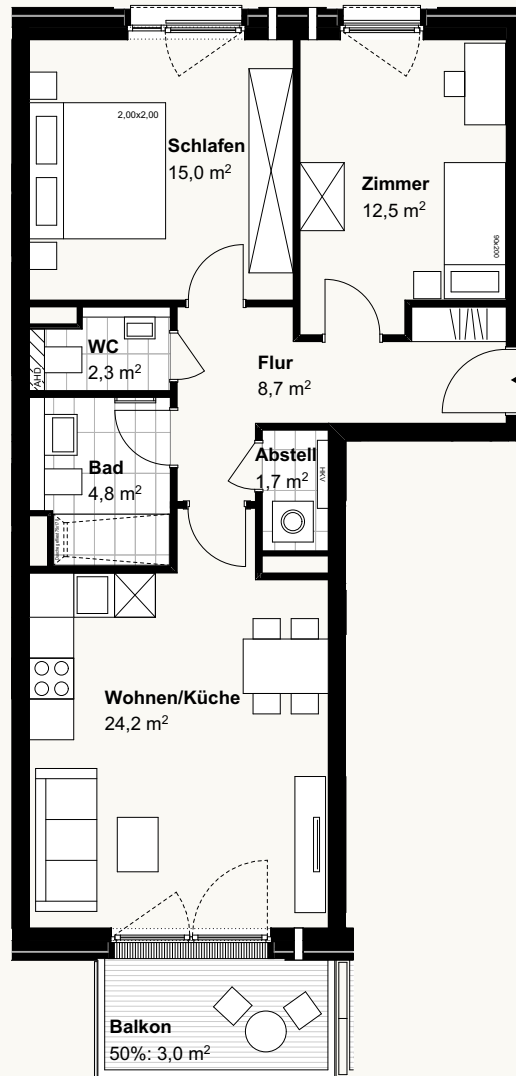 2,00x2,00
Schlafen
15,0 m²
Zimmer
12,5 m²
90x200
WC
2,3 m²
AHD
Flur
8,7 m²
Bad
4,8 m²
Abstell
1,7 m²
HKV
Wohnen/Küche
24,2 m²
Balkon
50%: 3,0 m²